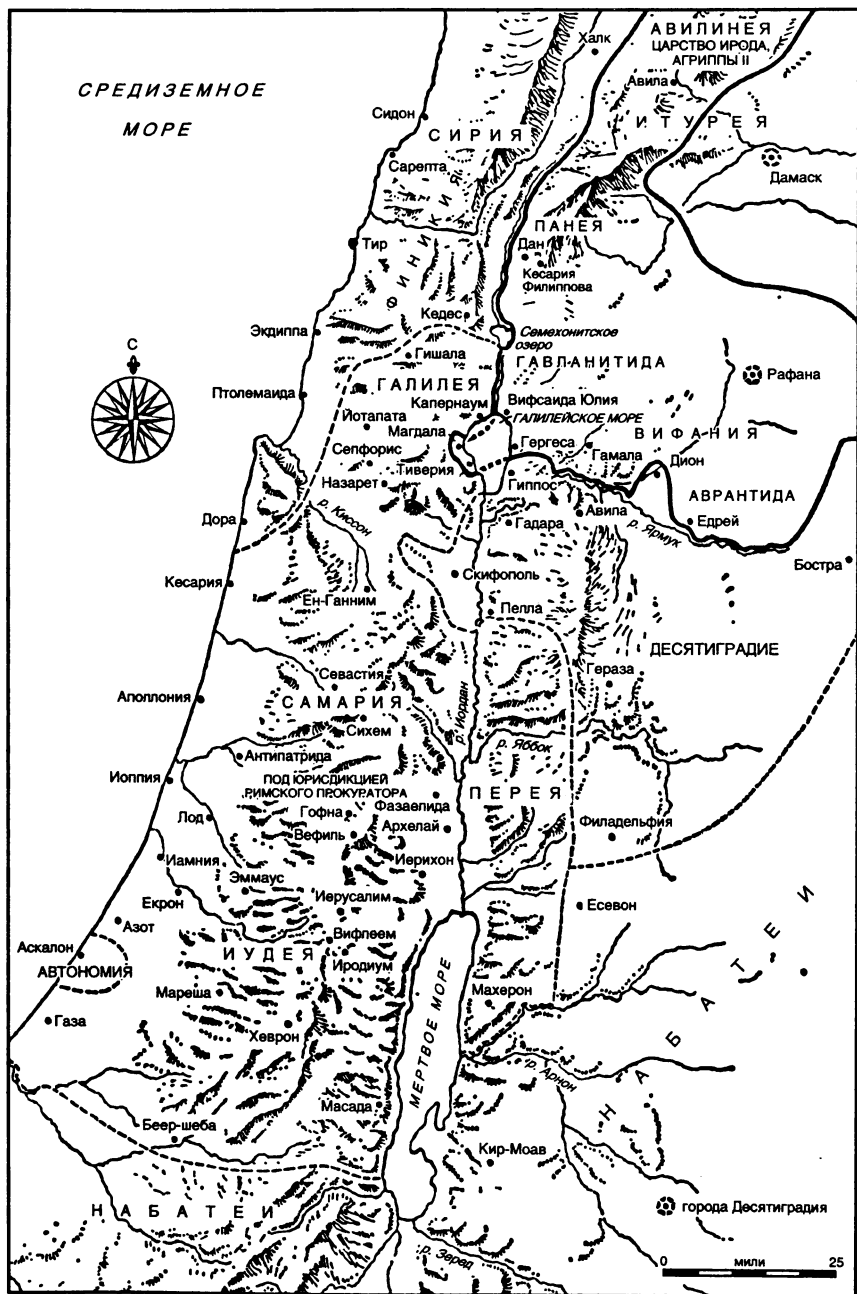 АВИЛИНЕЯ
ЦАРСТВО ИРОДА,
АГРИППЫ II
Халк
СРЕДИЗЕМНОЕ
МОРЕ
Авила
Сидон
СИРИЯ
ИТУРЕЯ
Сарепта
Дамаск
ФИНИКИЯ
ПАНЕЯ
Тир
Дан
Кесария
Филиппова
Кедес
Экдиппа
Семехонитское
озеро
С
Гишала
ГАВЛАНИТИДА
Рафана
ГАЛИЛЕЯ
Птолемаида
Капернаум
Вифсаида Юлия
ГАЛИЛЕЙСКОЕ МОРЕ
Йотапата
Магдала
ВИФАНИЯ
Гергеса
Гамала
Сепфорис
Тиверия
Дион
Назарет
Гиппос
АВРАНТИДА
р. Киссон
Авила
Дора
Гадара
р. Ярмук
Едрей
Бостра
Скифополь
Кесария
Ен-Ганним
Пелла
ДЕСЯТИГРАДИЕ
Севастия
Гераза
Аполлония
САМАРИЯ
р. Иордан
Сихем
р. Яббок
Антипатрида
Иоппия
ПОД ЮРИСДИКЦИЕЙ
РИМСКОГО ПРОКУРАТОРА
Фазаелида
ПЕРЕЯ
Лод
Гофна
Архелай
Филадельфия
Вефиль
Иамния
Иерихон
Эммаус
Екрон
Иерусалим
Есевон
Азот
Вифлеем
Аскалон
ИУДЕЯ
Иродиум
АВТОНОМИЯ
Мареша
Махерон
МЕРТВОЕ МОРЕ
Газа
Хеврон
НАБАТЕИ
р. Арнон
Масада
Беер-шеба
Кир-Моав
НАБАТЕИ
города Десятиградия
р. Зеред
0 мили 25